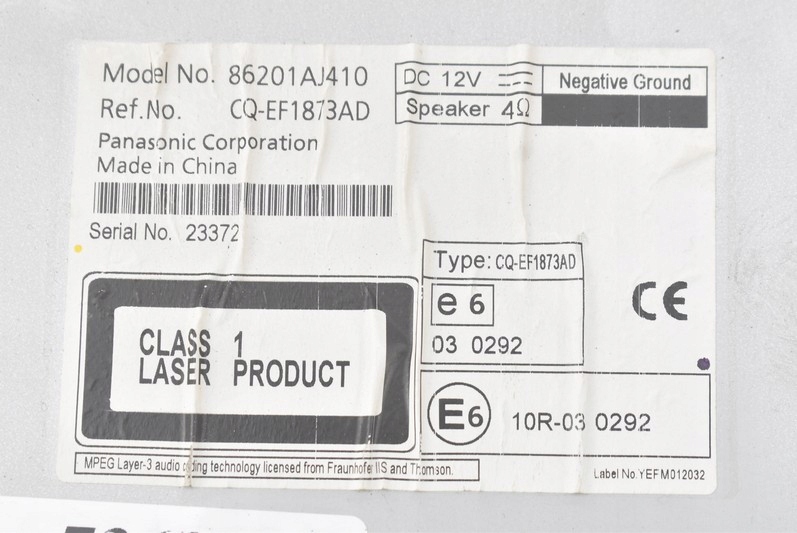 Model No. 86201AJ410
Ref.No. CQ-EF1873AD
Panasonic Corporation
Made in China
Serial No. 23372
DC 12V ⎓ Negative Ground
Speaker 4Ω
Type: CQ-EF1873AD
e 6
03 0292
CE
CLASS 1
LASER PRODUCT
E6 10R-03 0292
MPEG Layer-3 audio coding technology licensed from Fraunhofer IIS and Thomson.
Label No.YEFM012032